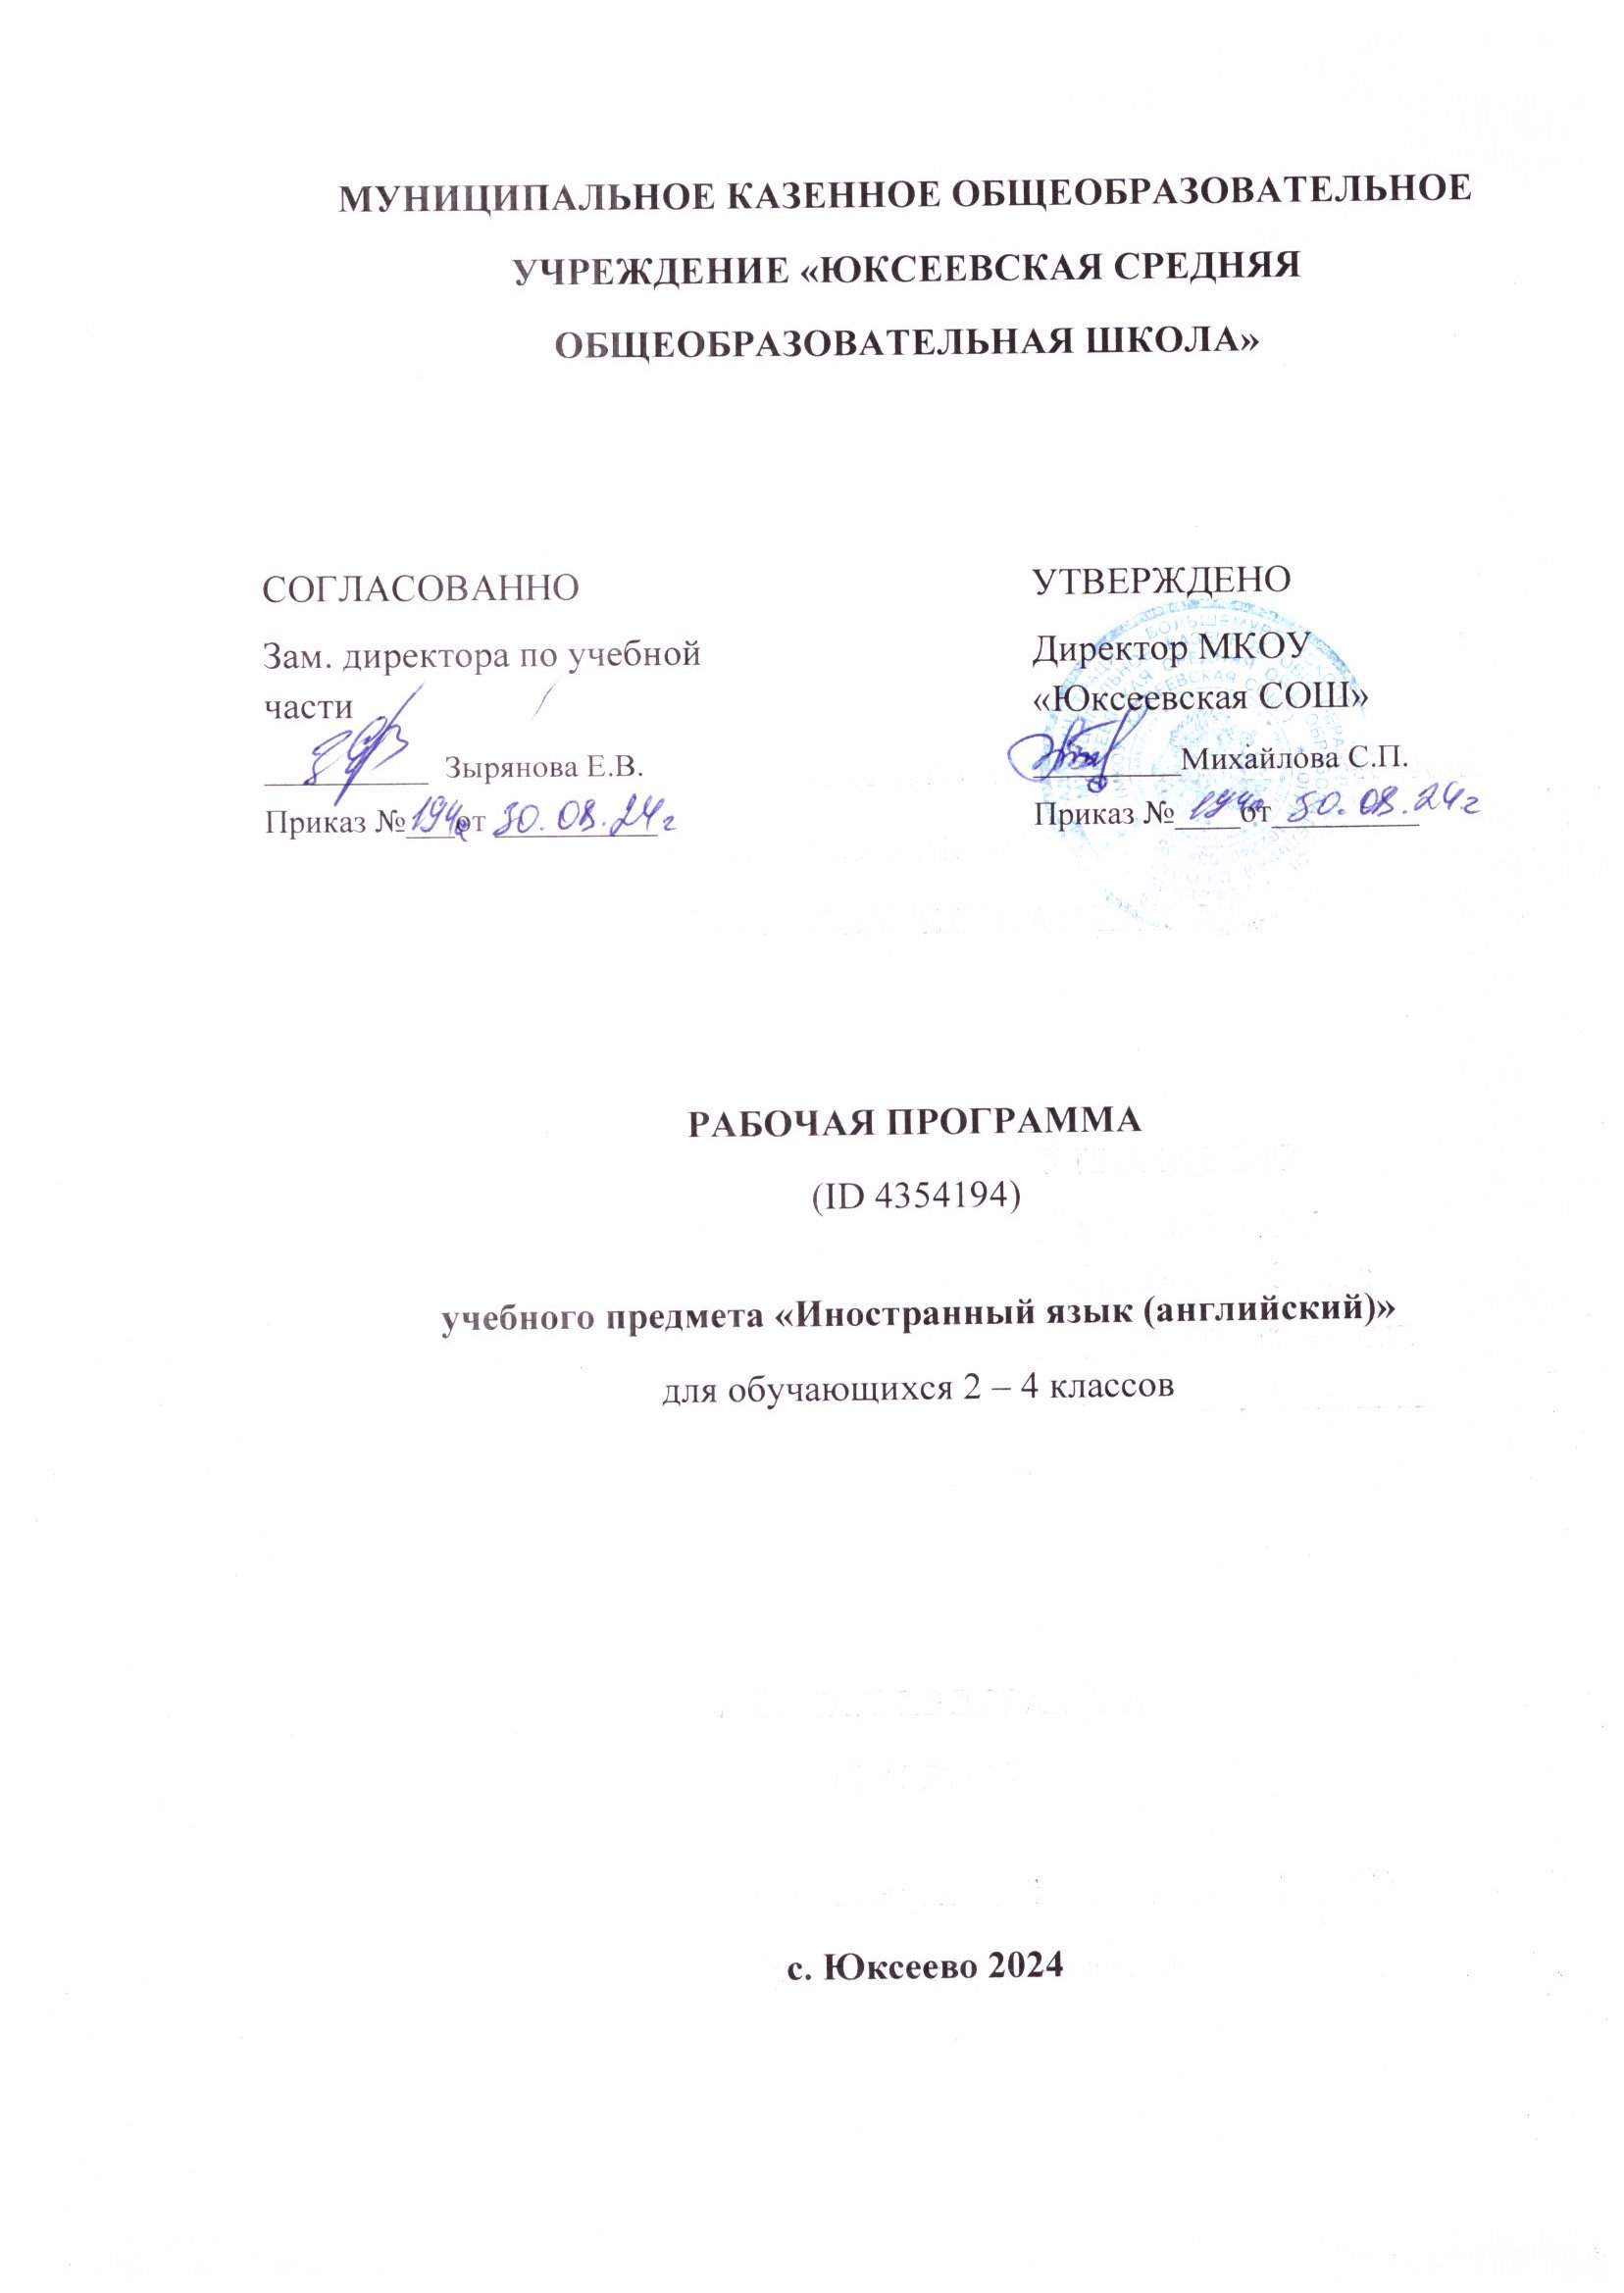 МУНИЦИПАЛЬНОЕ КАЗЕННОЕ ОБЩЕОБРАЗОВАТЕЛЬНОЕ
УЧРЕЖДЕНИЕ «ЮКСЕЕВСКАЯ СРЕДНЯЯ
ОБЩЕОБРАЗОВАТЕЛЬНАЯ ШКОЛА»
СОГЛАСОВАННО
Зам. директора по учебной
части
Зырянова Е.В.
Приказ № от 30.08.24г
УТВЕРЖДЕНО
Директор МКОУ
«Юксеевская СОШ»
Михайлова С.П.
Приказ № от 30.08.24г
РАБОЧАЯ ПРОГРАММА
(ID 4354194)
учебного предмета «Иностранный язык (английский)»
для обучающихся 2 – 4 классов
с. Юксеево 2024